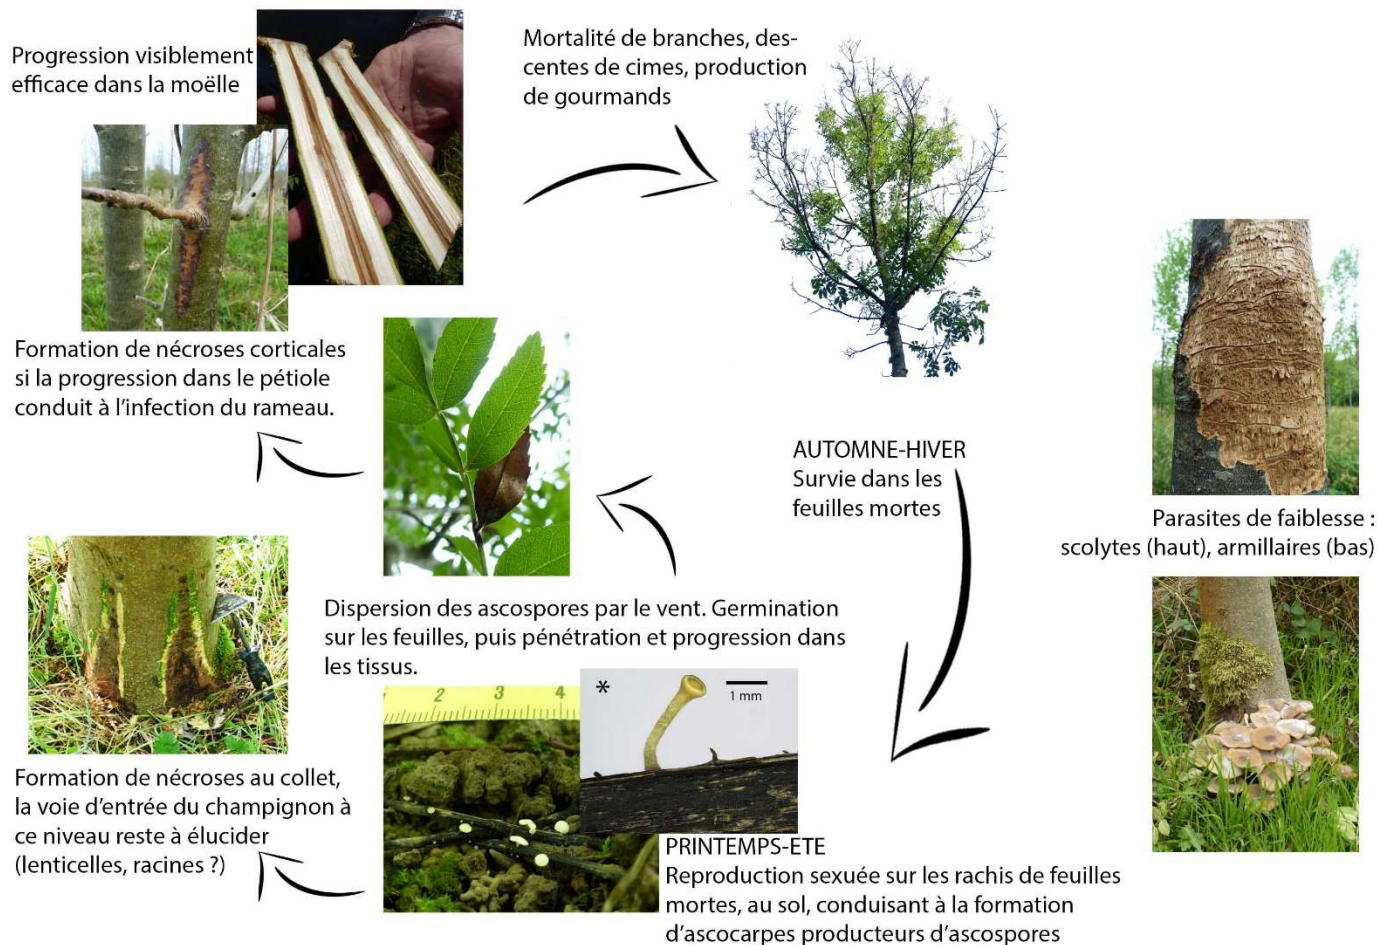 Progression visiblement
efficace dans la moëlle
Mortalité de branches, des-
centes de cimes, production
de gourmands
Formation de nécroses corticales
si la progression dans le pétiole
conduit à l'infection du rameau.
AUTOMNE-HIVER
Survie dans les
feuilles mortes
Parasites de faiblesse :
scolytes (haut), armillaires (bas)
Dispersion des ascospores par le vent. Germination
sur les feuilles, puis pénétration et progression dans
les tissus.
2 3 4
*
1 mm
Formation de nécroses au collet,
la voie d'entrée du champignon à
ce niveau reste à élucider
(lenticelles, racines ?)
PRINTEMPS-ETE
Reproduction sexuée sur les rachis de feuilles
mortes, au sol, conduisant à la formation
d'ascocarpes producteurs d'ascospores